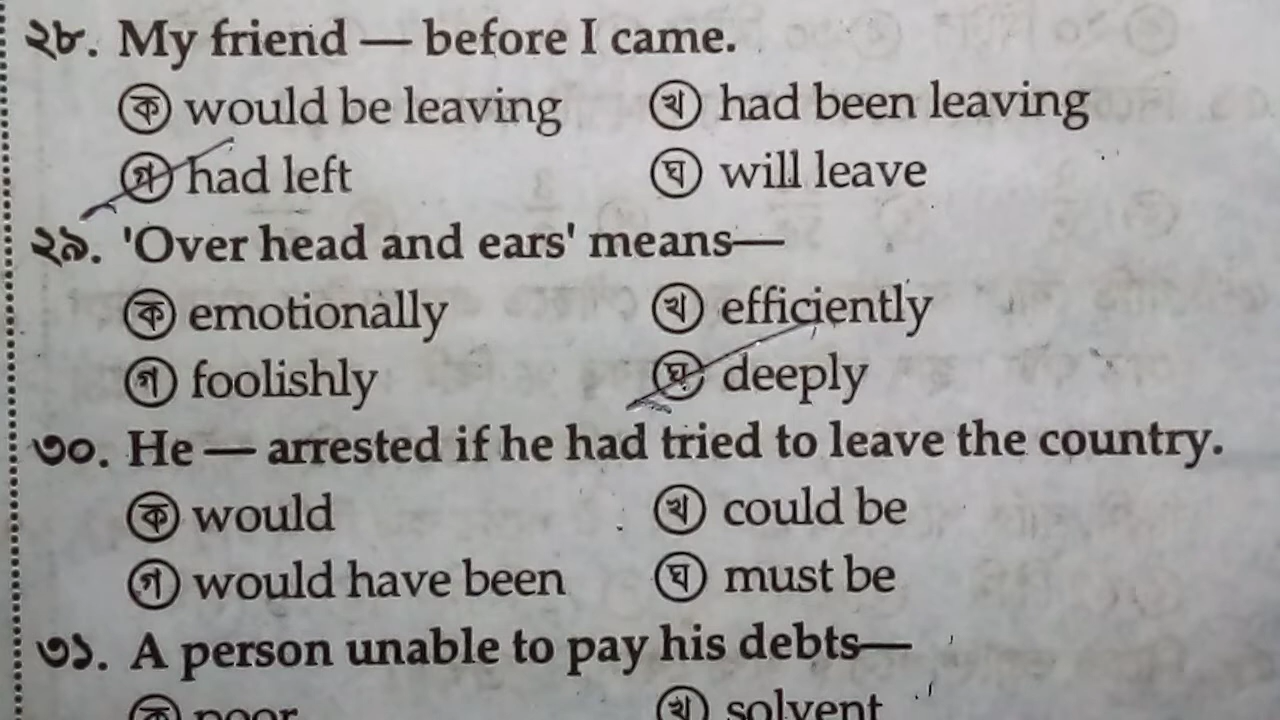 ২৮. My friend — before I came.
ক would be leaving খ had been leaving
গ had left ঘ will leave
২৯. 'Over head and ears' means—
ক emotionally খ efficiently
গ foolishly ঘ deeply
৩০. He — arrested if he had tried to leave the country.
ক would খ could be
গ would have been ঘ must be
৩১. A person unable to pay his debts—
ক poor খ solvent